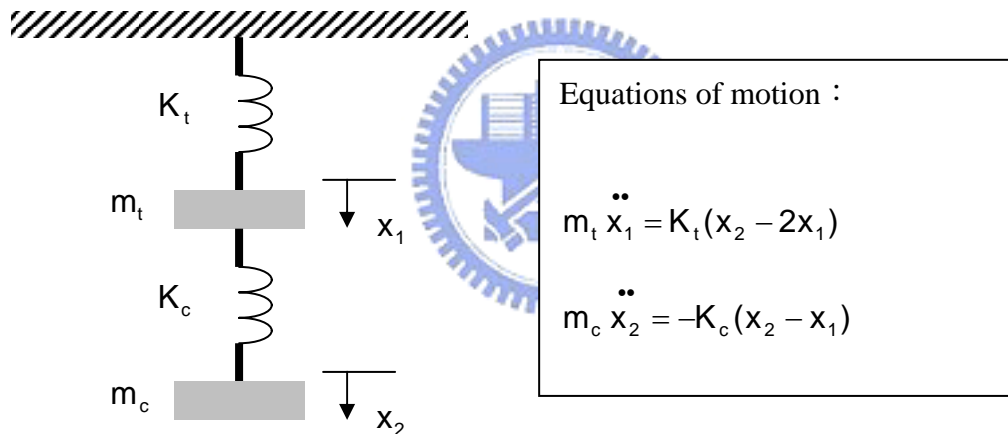 Equations of motion：
K_t
m_t
x_1
m_t ẍ_1 = K_t(x_2 − 2x_1)
K_c
m_c ẍ_2 = −K_c(x_2 − x_1)
m_c
x_2